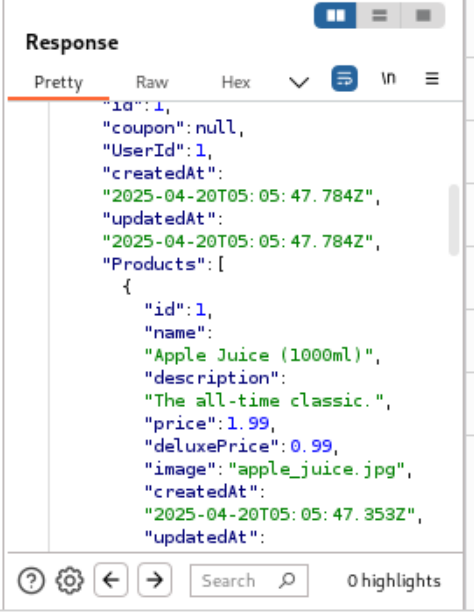 Response
Pretty Raw Hex \n
"id":1,
"coupon":null,
"UserId":1,
"createdAt":
"2025-04-20T05:05:47.784Z",
"updatedAt":
"2025-04-20T05:05:47.784Z",
"Products":[
{
"id":1,
"name":
"Apple Juice (1000ml)",
"description":
"The all-time classic.",
"price":1.99,
"deluxePrice":0.99,
"image":"apple_juice.jpg",
"createdAt":
"2025-04-20T05:05:47.353Z",
"updatedAt":
Search 0 highlights